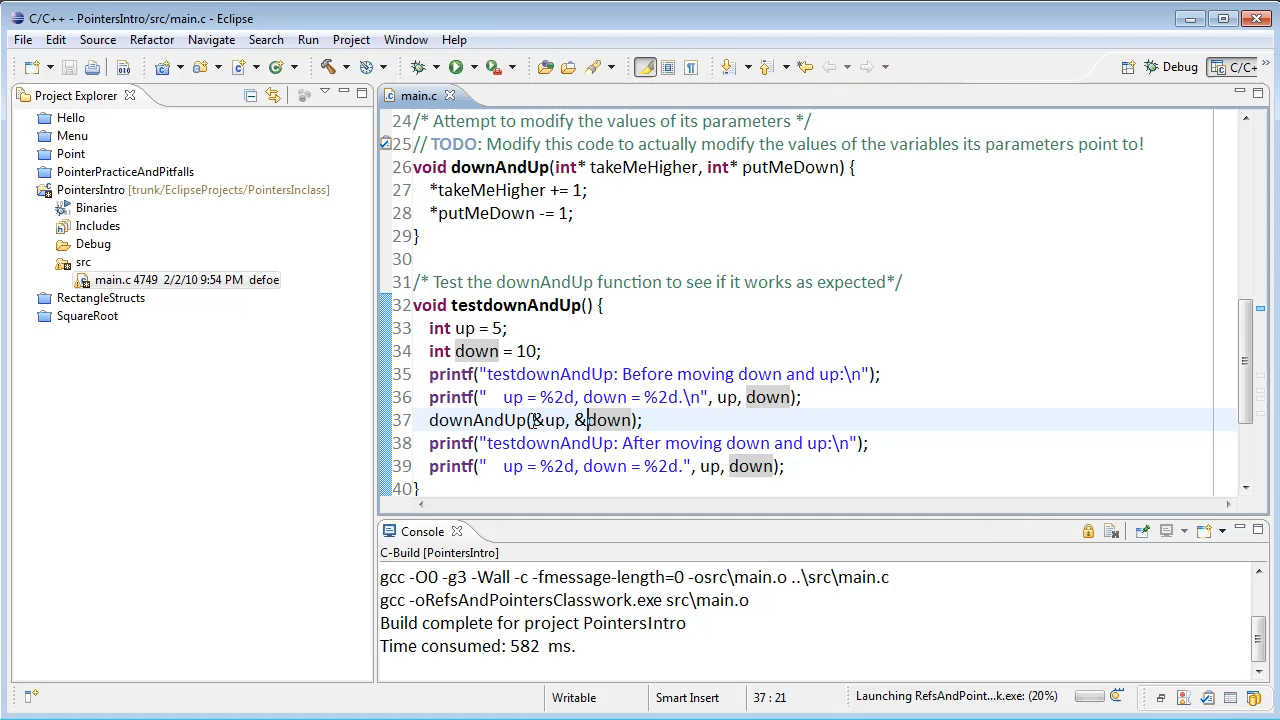 C/C++ - PointersIntro/src/main.c - Eclipse
File Edit Source Refactor Navigate Search Run Project Window Help
Debug C/C+
Project Explorer
main.c
Hello
Menu
Point
PointerPracticeAndPitfalls
PointersIntro [trunk/EclipseProjects/PointersInclass]
Binaries
Includes
Debug
src
main.c 4749 2/2/10 9:54 PM defoe
RectangleStructs
SquareRoot
24 /* Attempt to modify the values of its parameters */
25 // TODO: Modify this code to actually modify the values of the variables its parameters point to!
26 void downAndUp(int* takeMeHigher, int* putMeDown) {
27 *takeMeHigher += 1;
28 *putMeDown -= 1;
29 }
30
31 /* Test the downAndUp function to see if it works as expected*/
32 void testdownAndUp() {
33 int up = 5;
34 int down = 10;
35 printf("testdownAndUp: Before moving down and up:\n");
36 printf("    up = %2d, down = %2d.\n", up, down);
37 downAndUp(&up, &down);
38 printf("testdownAndUp: After moving down and up:\n");
39 printf("    up = %2d, down = %2d.", up, down);
40 }
Console
C-Build [PointersIntro]
gcc -O0 -g3 -Wall -c -fmessage-length=0 -osrc\main.o ..\src\main.c
gcc -oRefsAndPointersClasswork.exe src\main.o
Build complete for project PointersIntro
Time consumed: 582  ms.
Writable Smart Insert 37 : 21 Launching RefsAndPoint...k.exe: (20%)